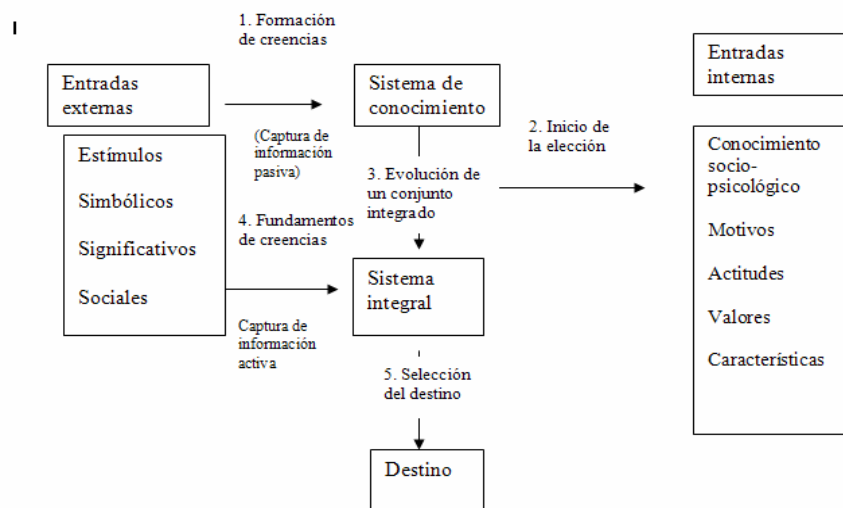 I
1. Formación
de creencias
Entradas
externas
Sistema de
conocimiento
Entradas
internas
(Captura de
información
pasiva)
2. Inicio de
la elección
Estímulos
Simbólicos
Significativos
Sociales
3. Evolución de
un conjunto
integrado
4. Fundamentos
de creencias
Conocimiento
socio-
psicológico
Motivos
Actitudes
Valores
Características
Sistema
integral
Captura de
información
activa
5. Selección
del destino
Destino